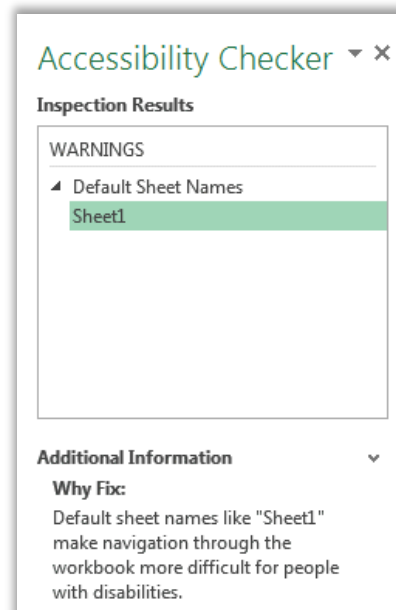 Accessibility Checker
Inspection Results
WARNINGS
Default Sheet Names
Sheet1
Additional Information
Why Fix:
Default sheet names like "Sheet1"
make navigation through the
workbook more difficult for people
with disabilities.